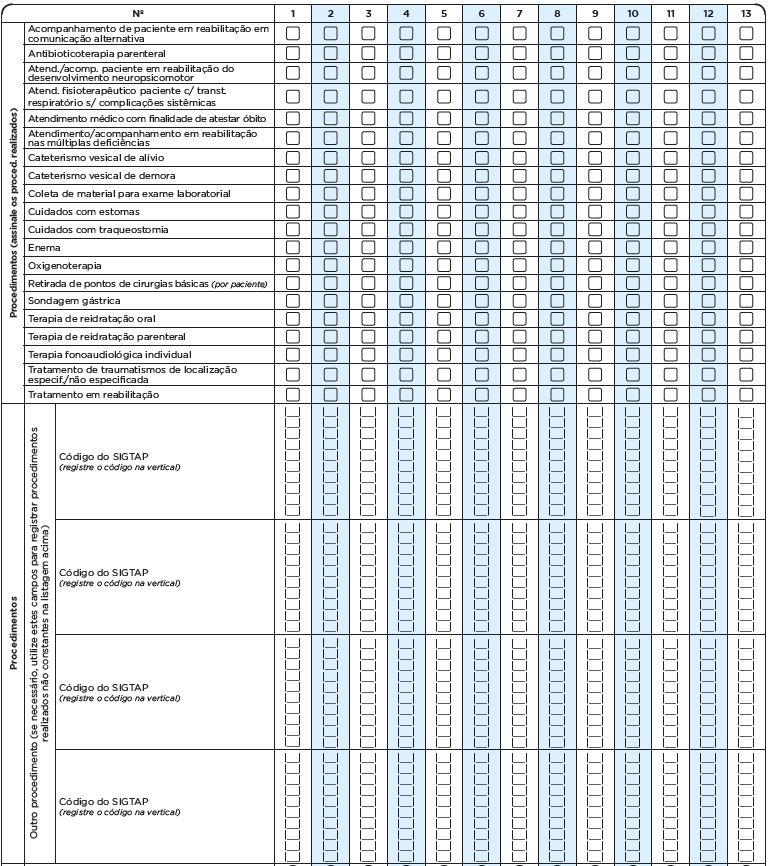 Nº 1 2 3 4 5 6 7 8 9 10 11 12 13
Procedimentos (assinale os proced. realizados)
Acompanhamento de paciente em reabilitação em
comunicação alternativa
Antibioticoterapia parenteral
Atend./acomp. paciente em reabilitação do
desenvolvimento neuropsicomotor
Atend. fisioterapêutico paciente c/ transt.
respiratório s/ complicações sistêmicas
Atendimento médico com finalidade de atestar óbito
Atendimento/acompanhamento em reabilitação
nas múltiplas deficiências
Cateterismo vesical de alívio
Cateterismo vesical de demora
Coleta de material para exame laboratorial
Cuidados com estomas
Cuidados com traqueostomia
Enema
Oxigenoterapia
Retirada de pontos de cirurgias básicas (por paciente)
Sondagem gástrica
Terapia de reidratação oral
Terapia de reidratação parenteral
Terapia fonoaudiológica individual
Tratamento de traumatismos de localização
especif./não especificada
Tratamento em reabilitação
Procedimentos
Outro procedimento (se necessário, utilize estes campos para registrar procedimentos
realizados não constantes na listagem acima)
Código do SIGTAP
(registre o código na vertical)
Código do SIGTAP
(registre o código na vertical)
Código do SIGTAP
(registre o código na vertical)
Código do SIGTAP
(registre o código na vertical)